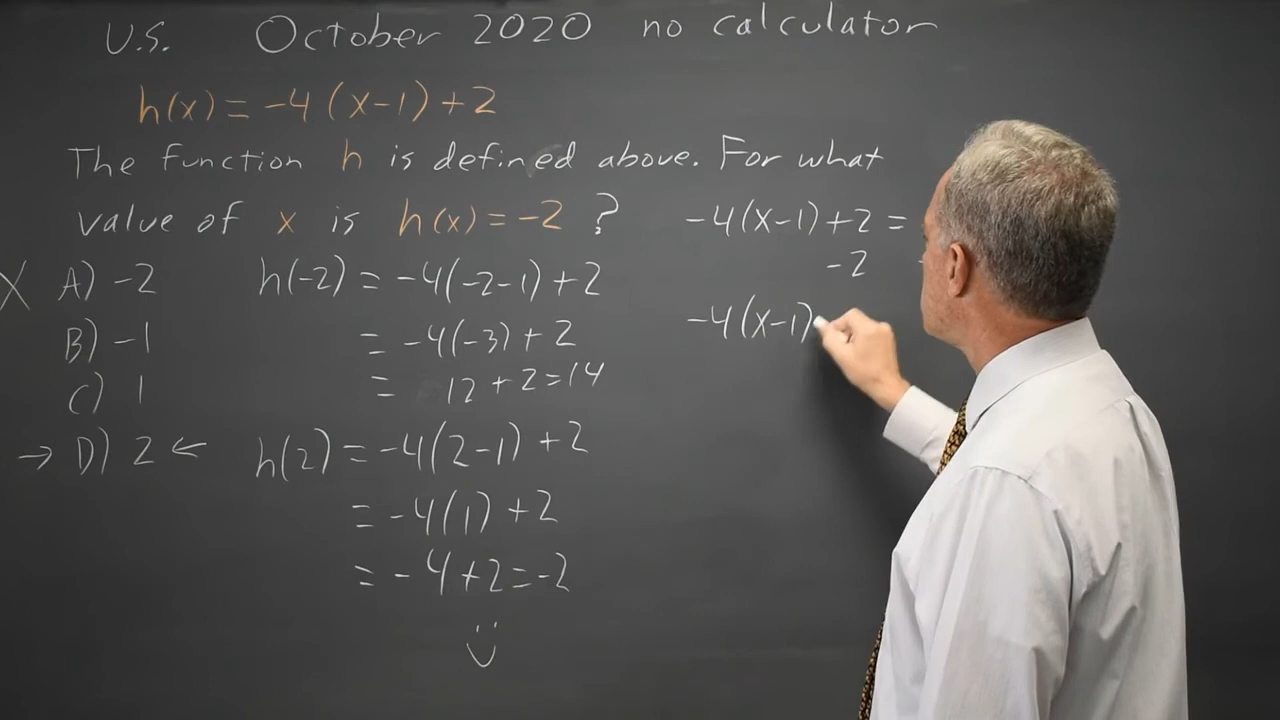 U.S. October 2020 no calculator
h(x) = -4(x-1)+2
The function h is defined above. For what
value of x is h(x) = -2 ?
X A) -2
B) -1
C) 1
→ D) 2 ←
h(-2) = -4(-2-1)+2
= -4(-3)+2
= 12+2=14
h(2) = -4(2-1)+2
= -4(1)+2
= -4+2=-2
-4(x-1)+2 =
-2
-4(x-1)